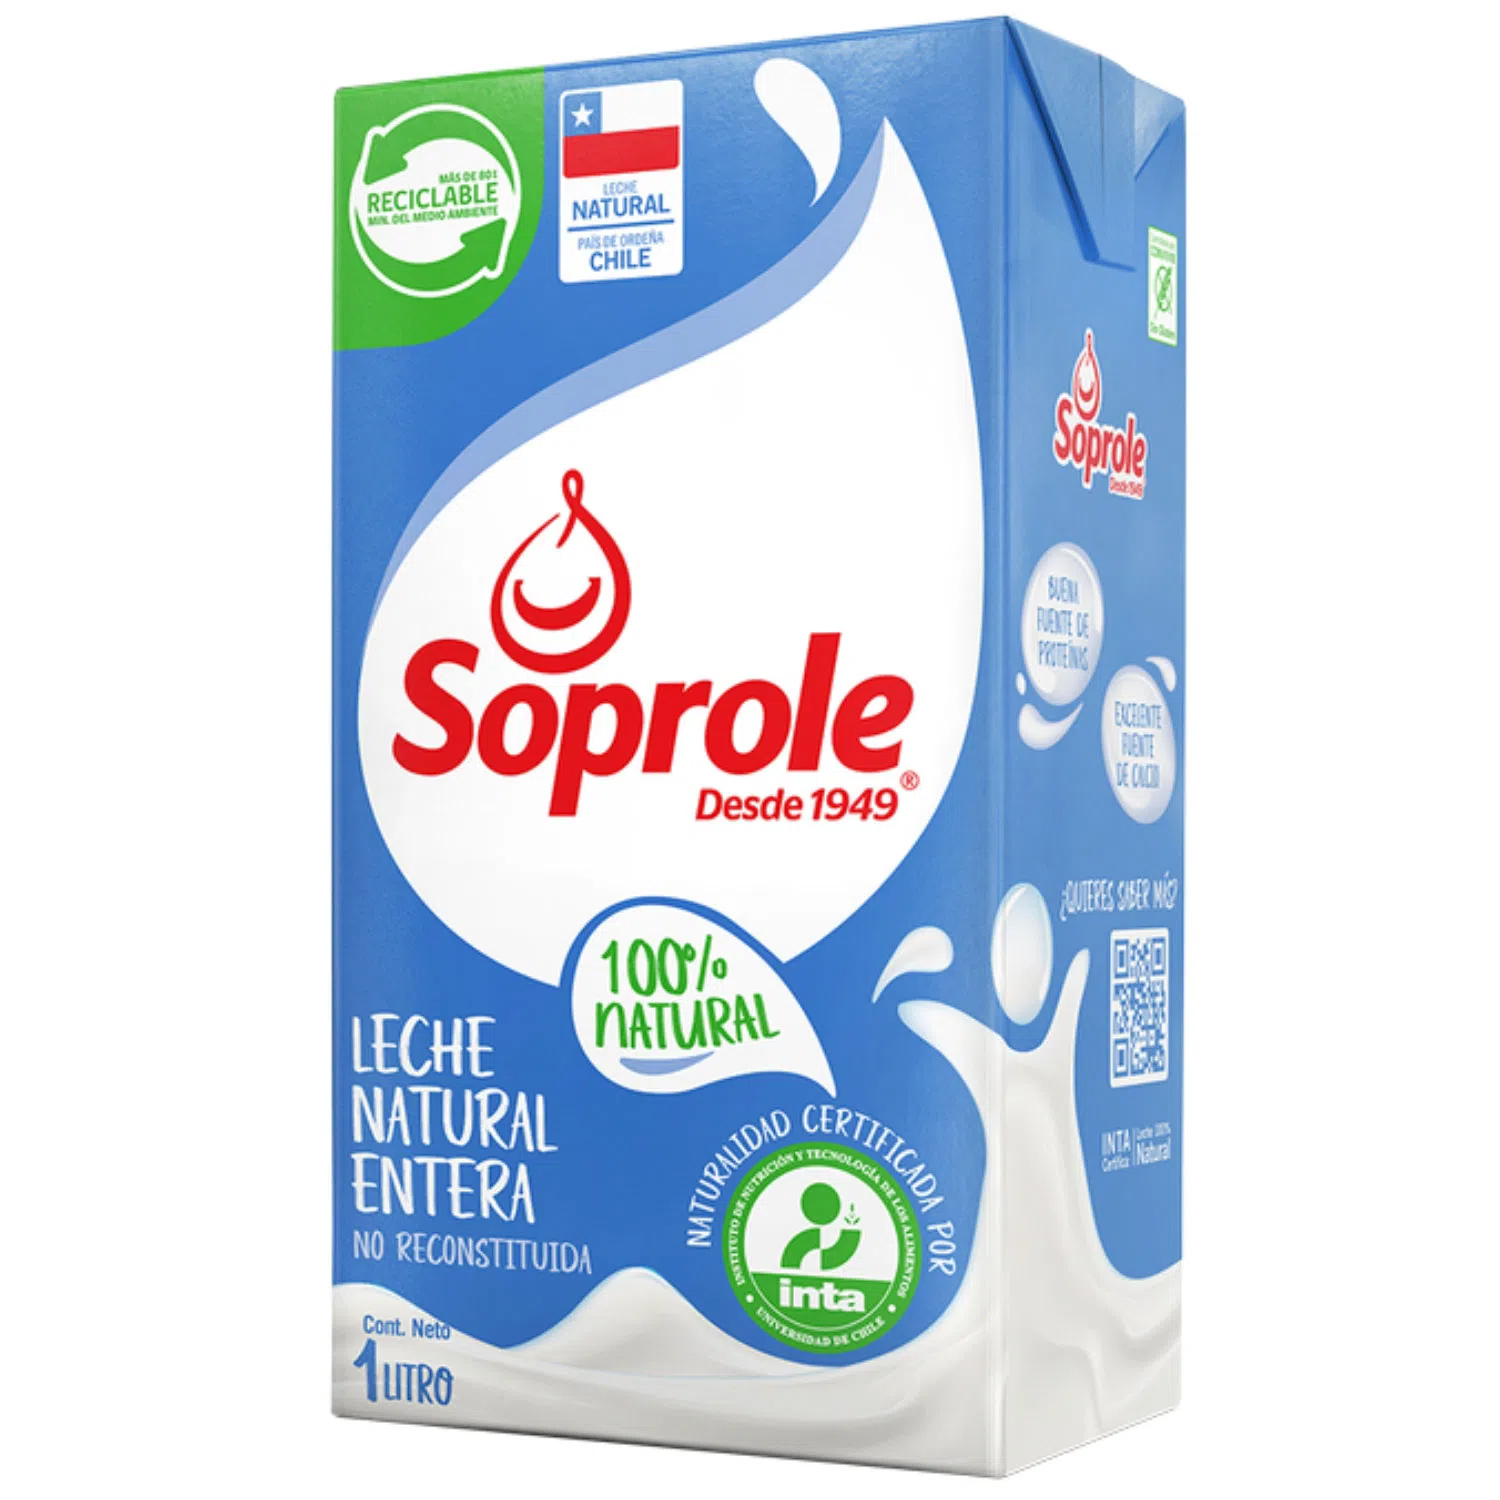 MÁS DE 80%
RECICLABLE
MIN. DEL MEDIO AMBIENTE
LECHE
NATURAL
PAÍS DE ORDEÑA
CHILE
Soprole
Desde 1949®
100%
NATURAL
LECHE
NATURAL
ENTERA
NO RECONSTITUIDA
Cont. Neto
1 LITRO
NATURALIDAD CERTIFICADA POR
INSTITUTO DE NUTRICIÓN Y TECNOLOGÍA DE LOS ALIMENTOS
inta
UNIVERSIDAD DE CHILE
Sin Gluten
Soprole
Desde 1949
BUENA
FUENTE DE
PROTEÍNAS
EXCELENTE
FUENTE
DE CALCIO
¿QUIERES SABER MÁS?
INTA
Certifica
Leche 100%
Natural